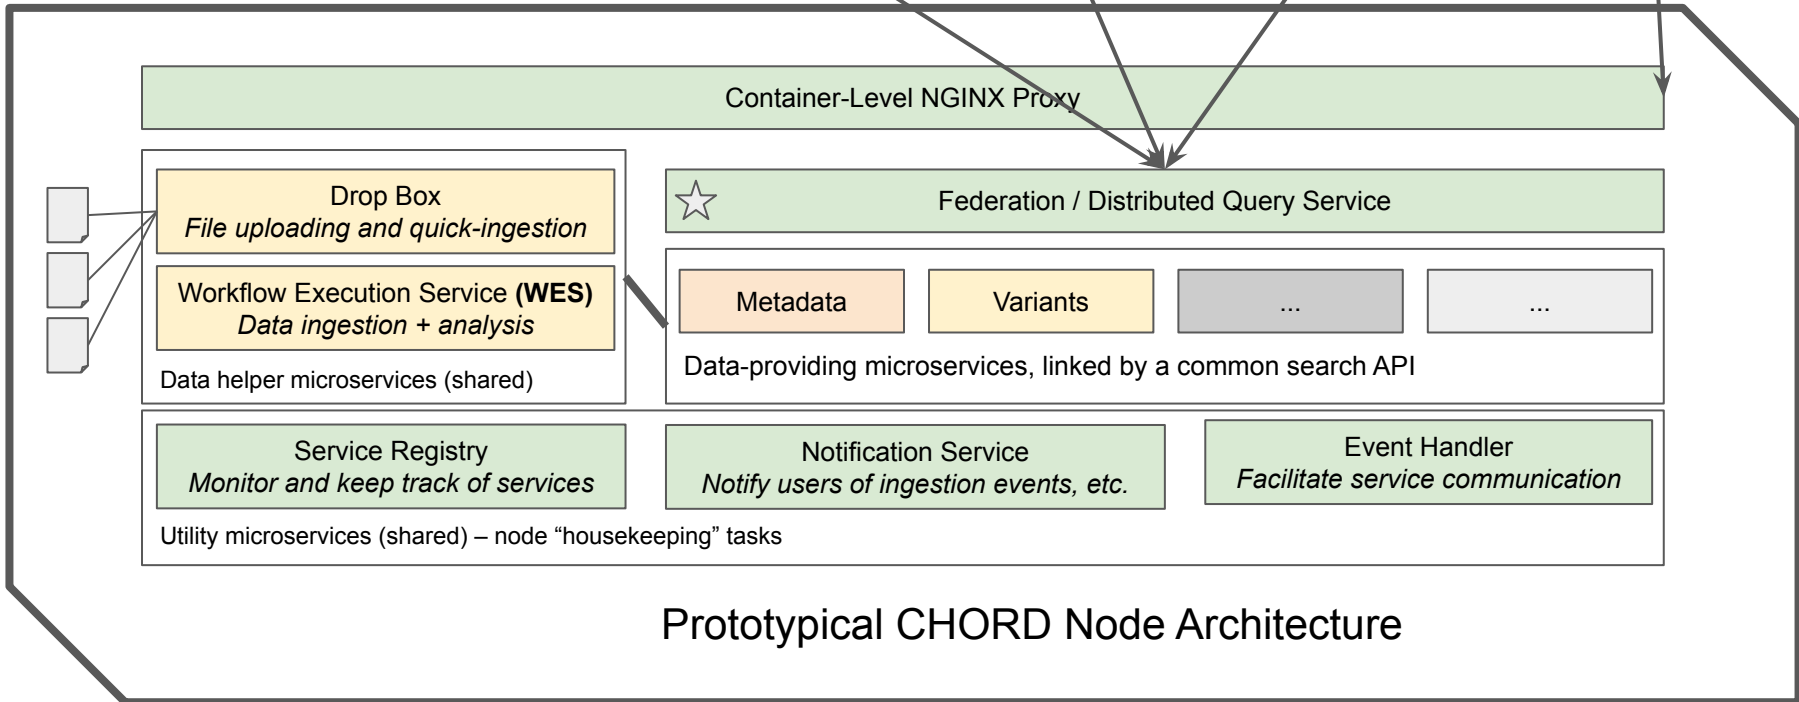 Container-Level NGINX Proxy
Drop Box
File uploading and quick-ingestion
Workflow Execution Service (WES)
Data ingestion + analysis
Data helper microservices (shared)
Federation / Distributed Query Service
Metadata
Variants
...
...
Data-providing microservices, linked by a common search API
Service Registry
Monitor and keep track of services
Notification Service
Notify users of ingestion events, etc.
Event Handler
Facilitate service communication
Utility microservices (shared) – node “housekeeping” tasks
Prototypical CHORD Node Architecture